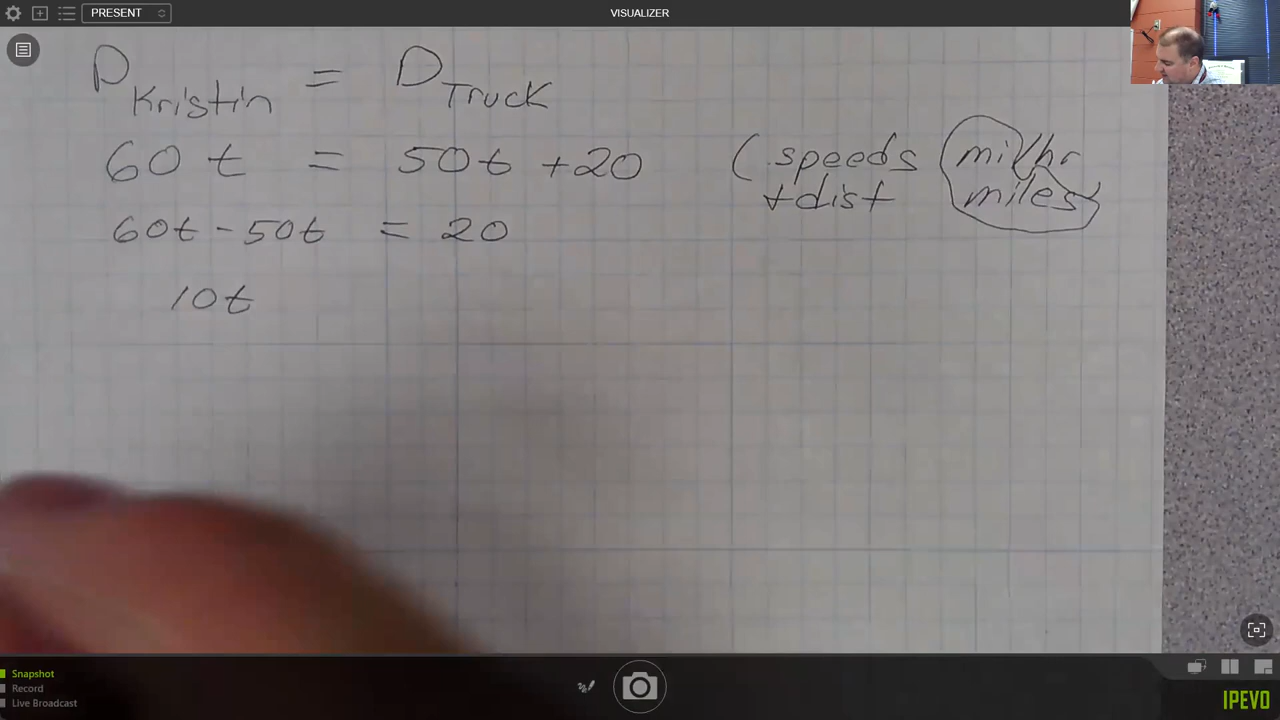 PRESENT
VISUALIZER
D Kristin = D Truck
60 t = 50t + 20 (speeds mi/hr
+dist miles
60t - 50t = 20
10t
Snapshot
Record
Live Broadcast
IPEVO